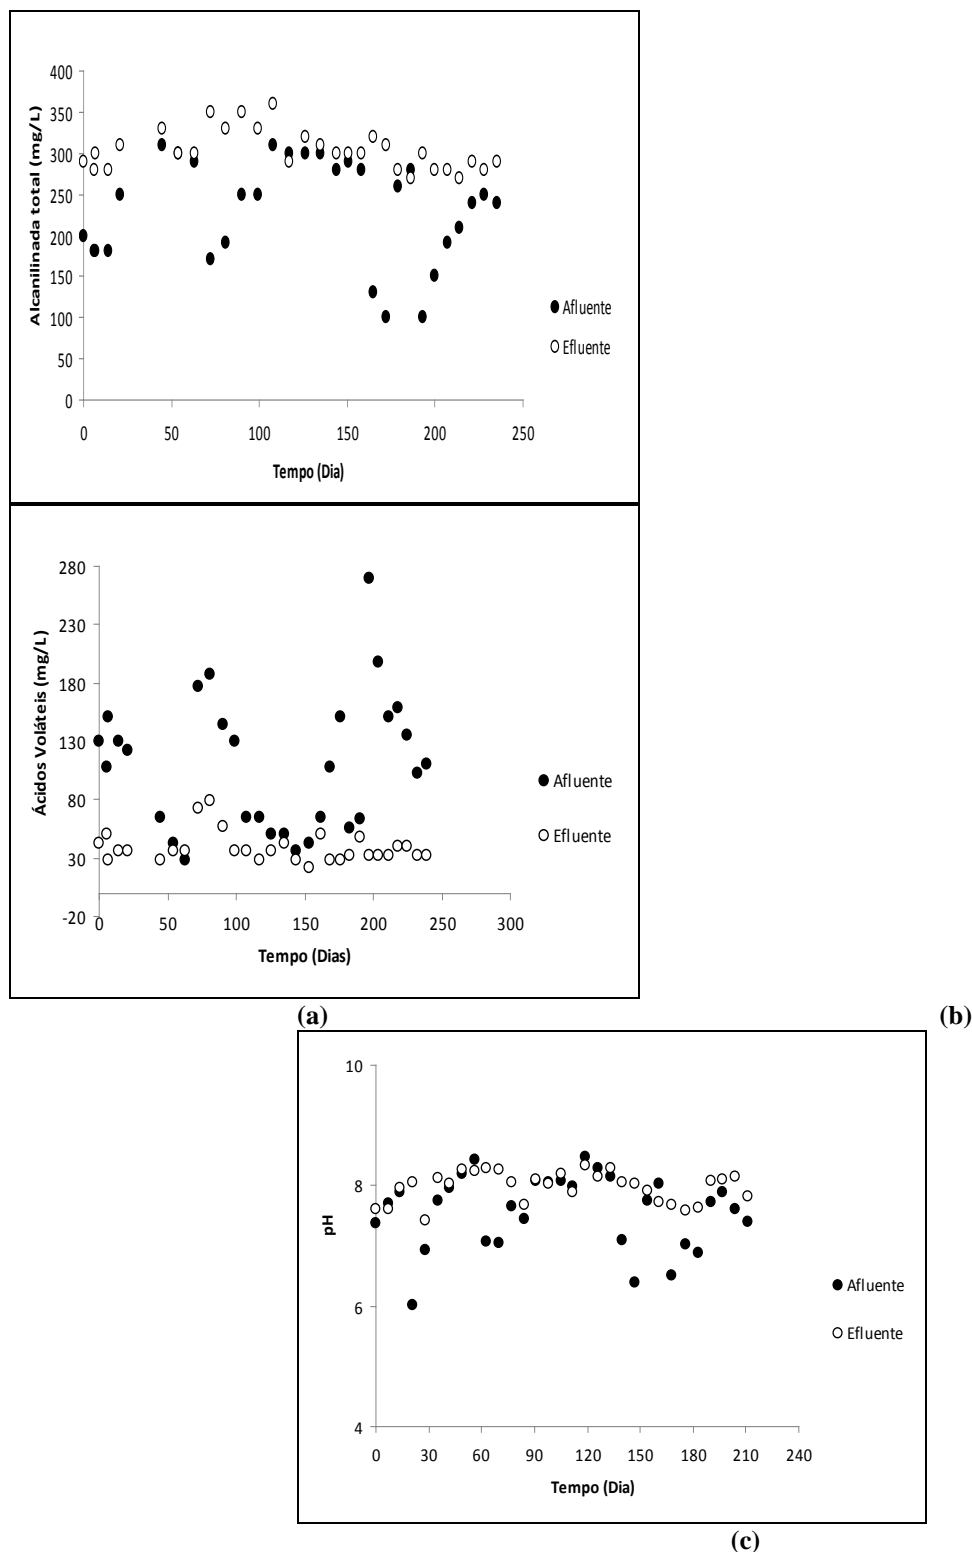 Alcanilinada total (mg/L)
400
350
300
250
200
150
100
50
0
0 50 100 150 200 250
Tempo (Dia)
Afluente
Efluente
Ácidos Voláteis (mg/L)
280
230
180
130
80
30
-20
0 50 100 150 200 250 300
Tempo (Dias)
Afluente
Efluente
(a) (b)
pH
10
8
6
4
0 30 60 90 120 150 180 210 240
Tempo (Dia)
Afluente
Efluente
(c)